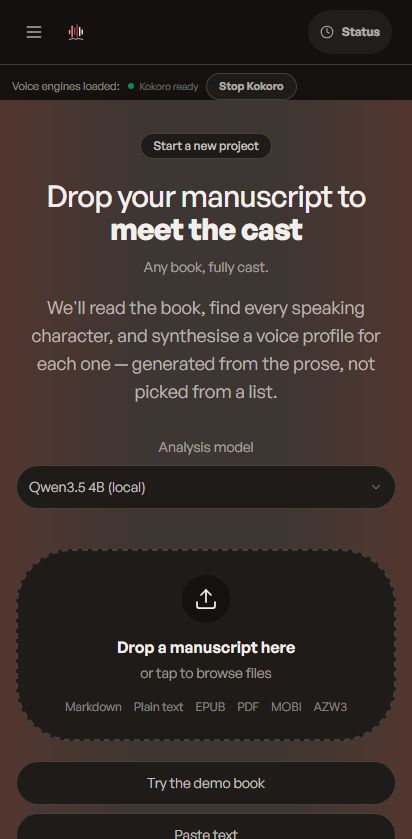 Status
Voice engines loaded: Kokoro ready Stop Kokoro
Start a new project
Drop your manuscript to
meet the cast
Any book, fully cast.
We'll read the book, find every speaking
character, and synthesise a voice profile for
each one — generated from the prose, not
picked from a list.
Analysis model
Qwen3.5 4B (local)
Drop a manuscript here
or tap to browse files
Markdown Plain text EPUB PDF MOBI AZW3
Try the demo book
Paste text